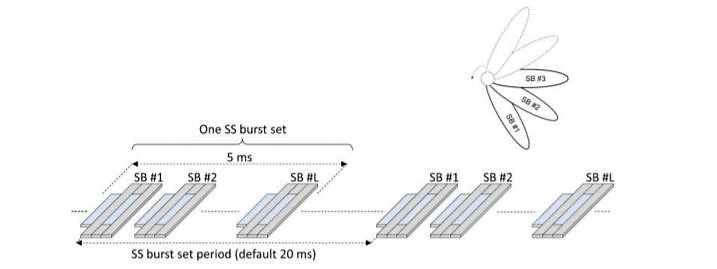 SB #3
SB #2
SB #1
One SS burst set
5 ms
SB #1 SB #2 SB #L SB #1 SB #2 SB #L
SS burst set period (default 20 ms)